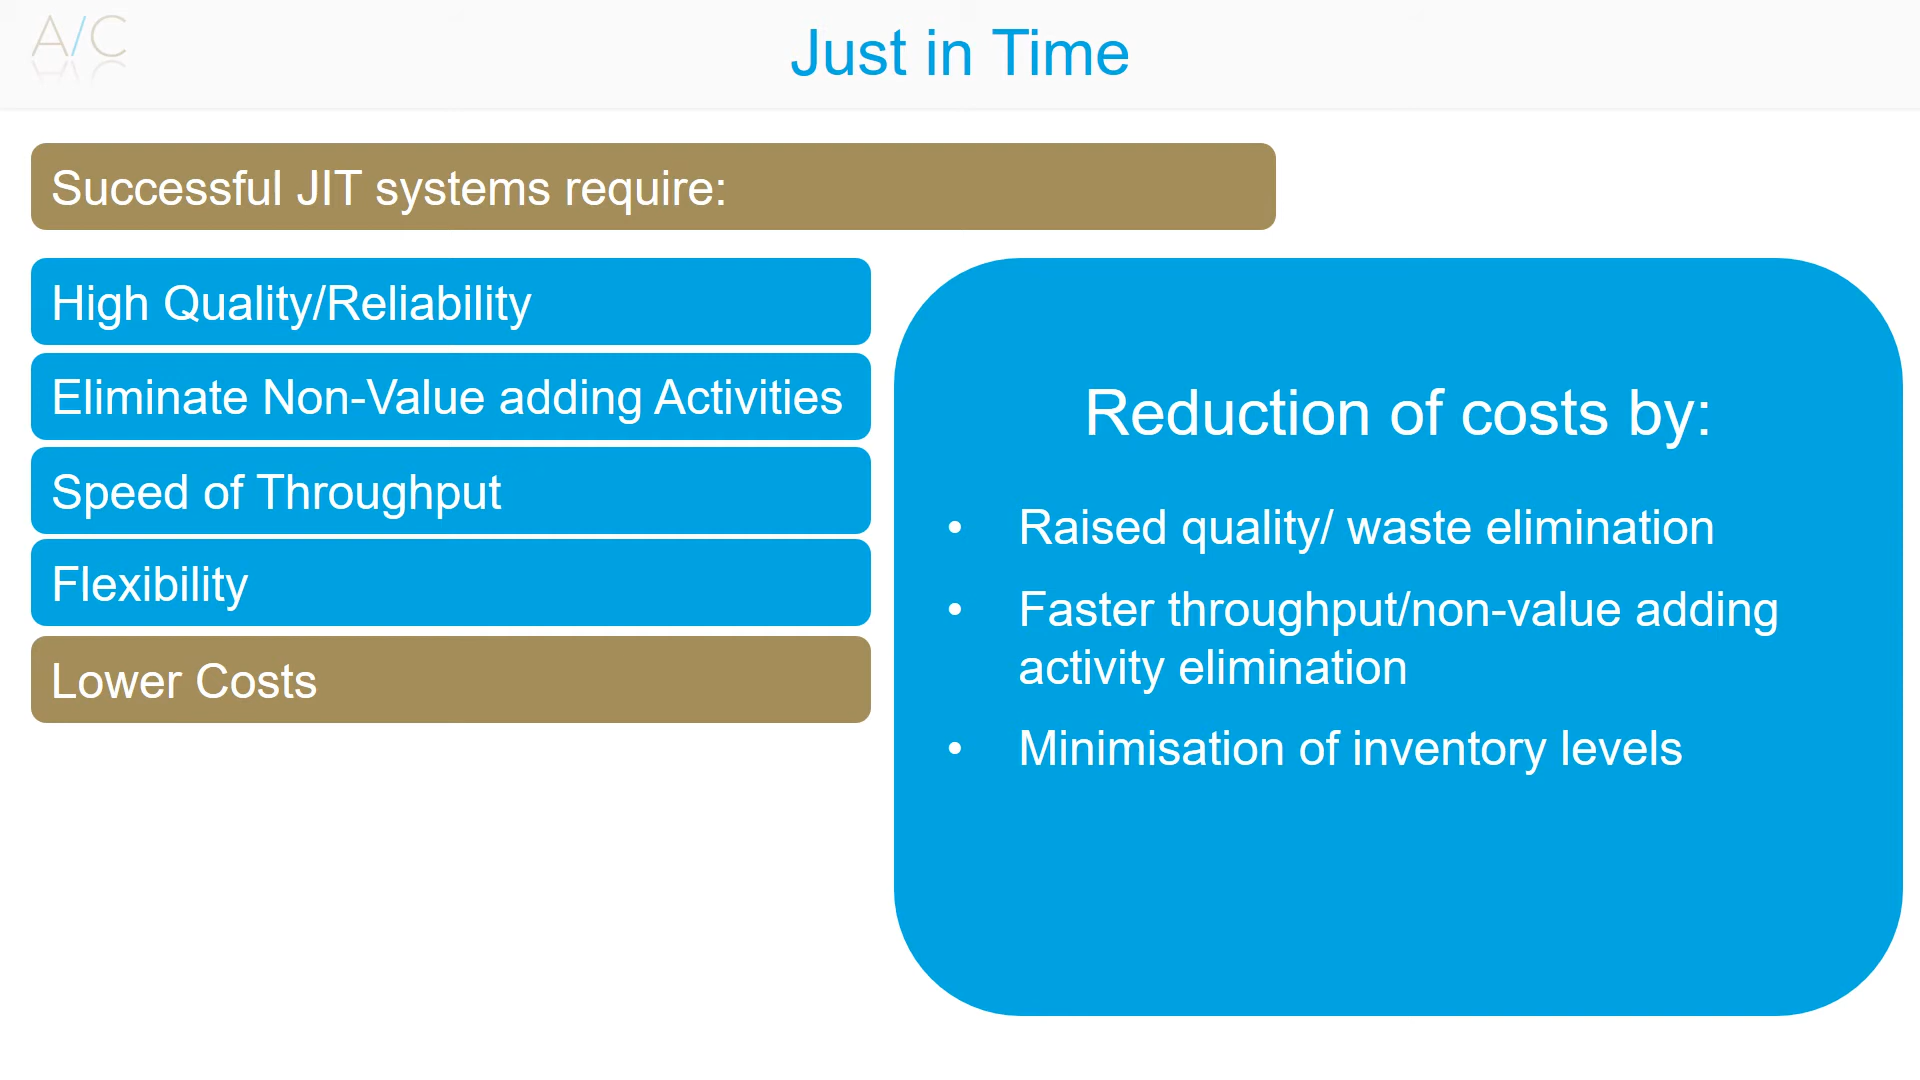 A/C
Just in Time
Successful JIT systems require:
High Quality/Reliability
Eliminate Non-Value adding Activities
Speed of Throughput
Flexibility
Lower Costs
Reduction of costs by:
• Raised quality/ waste elimination
• Faster throughput/non-value adding
activity elimination
• Minimisation of inventory levels